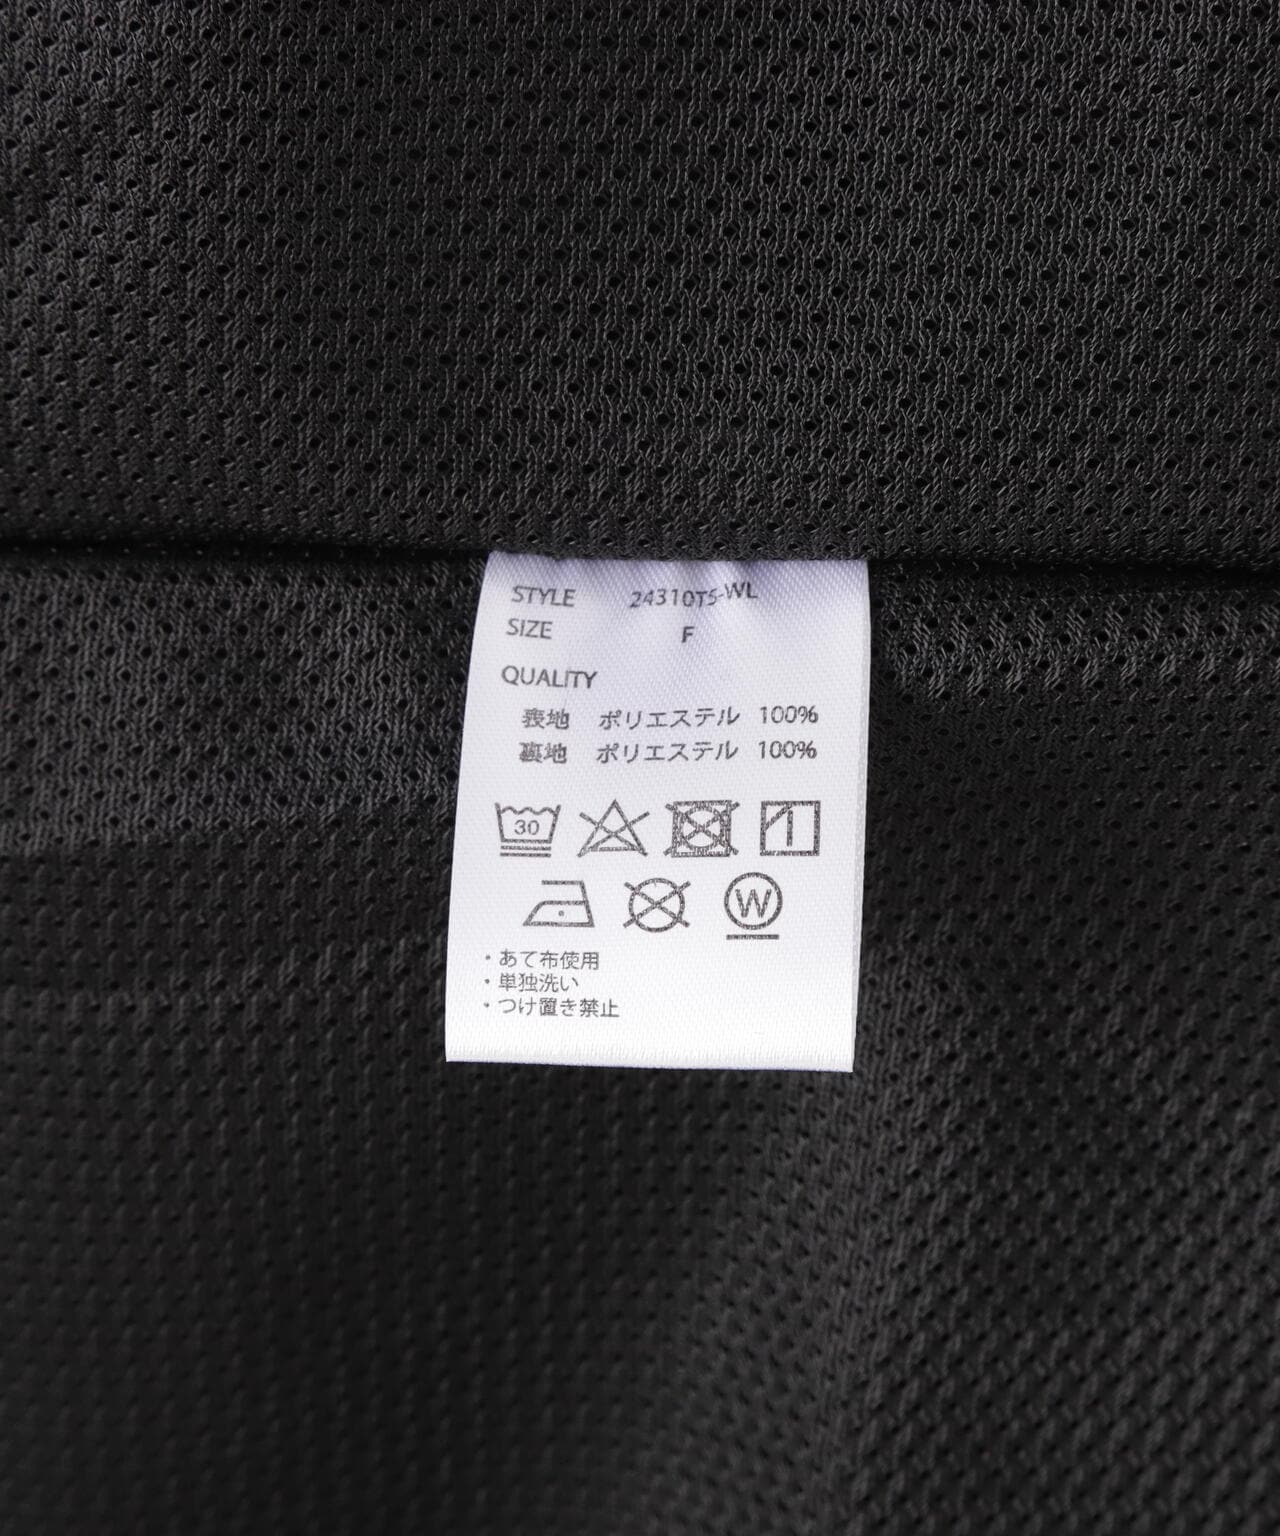 STYLE 24310T5-WL
SIZE F
QUALITY
表地 ポリエステル 100%
裏地 ポリエステル 100%
30
W
・あて布使用
・単独洗い
・つけ置き禁止